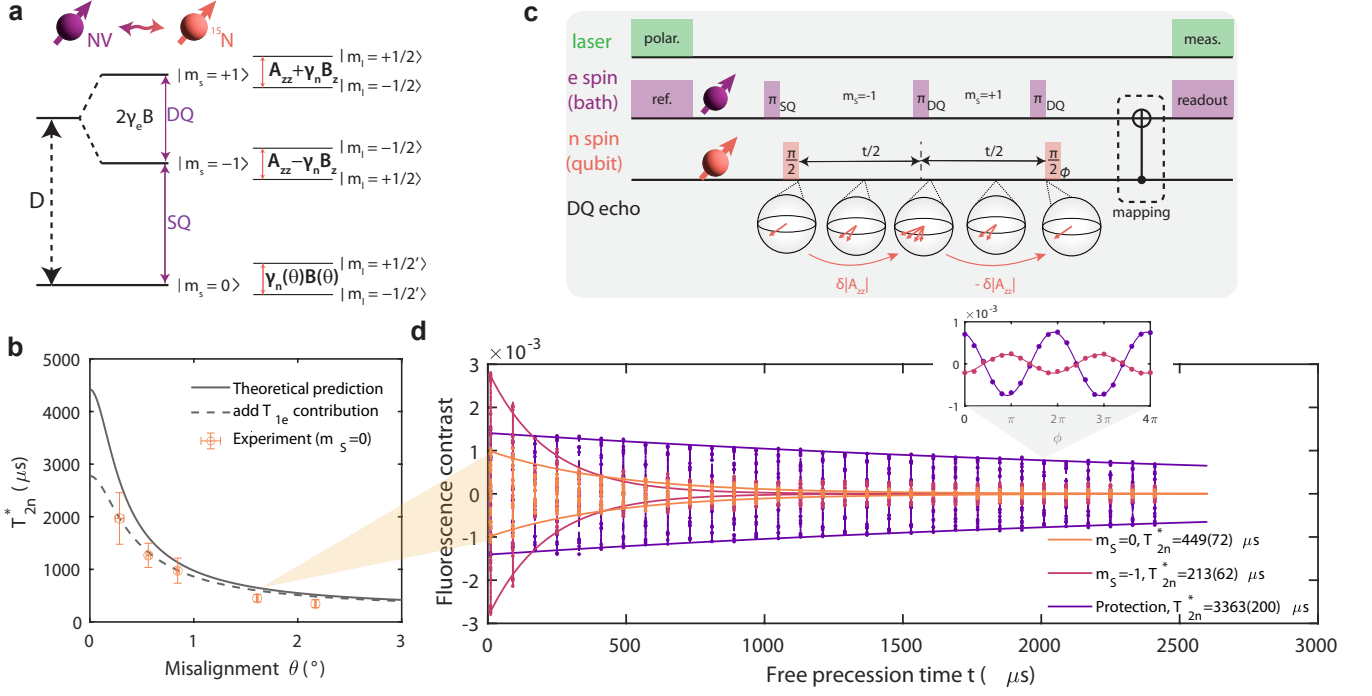 a
NV
15N
2γeB
DQ
SQ
D
| ms = +1⟩
| ms = −1⟩
| ms = 0⟩
Azz+γnBz
| mI = +1/2⟩
| mI = −1/2⟩
Azz−γnBz
| mI = −1/2⟩
| mI = +1/2⟩
γn(θ)B(θ)
| mI = +1/2'⟩
| mI = −1/2'⟩
c
laser
polar.
meas.
e spin
(bath)
ref.
π SQ
ms=-1
π DQ
ms=+1
π DQ
readout
n spin
(qubit)
π/2
t/2
t/2
π/2 ϕ
mapping
DQ echo
δ|Azz|
- δ|Azz|
b
5000
4000
3000
2000
1000
0
0
1
2
3
T*2n (μs)
Misalignment θ (°)
Theoretical prediction
add T1e contribution
Experiment (m S=0)
d
×10-3
3
2
1
0
-1
-2
-3
Fluorescence contrast
0
500
1000
1500
2000
2500
3000
Free precession time t ( μs)
mS=0, T*2n=449(72) μs
mS=-1, T*2n=213(62) μs
Protection, T*2n=3363(200) μs
×10-3
1
0
-1
0
π
2π
3π
4π
ϕ